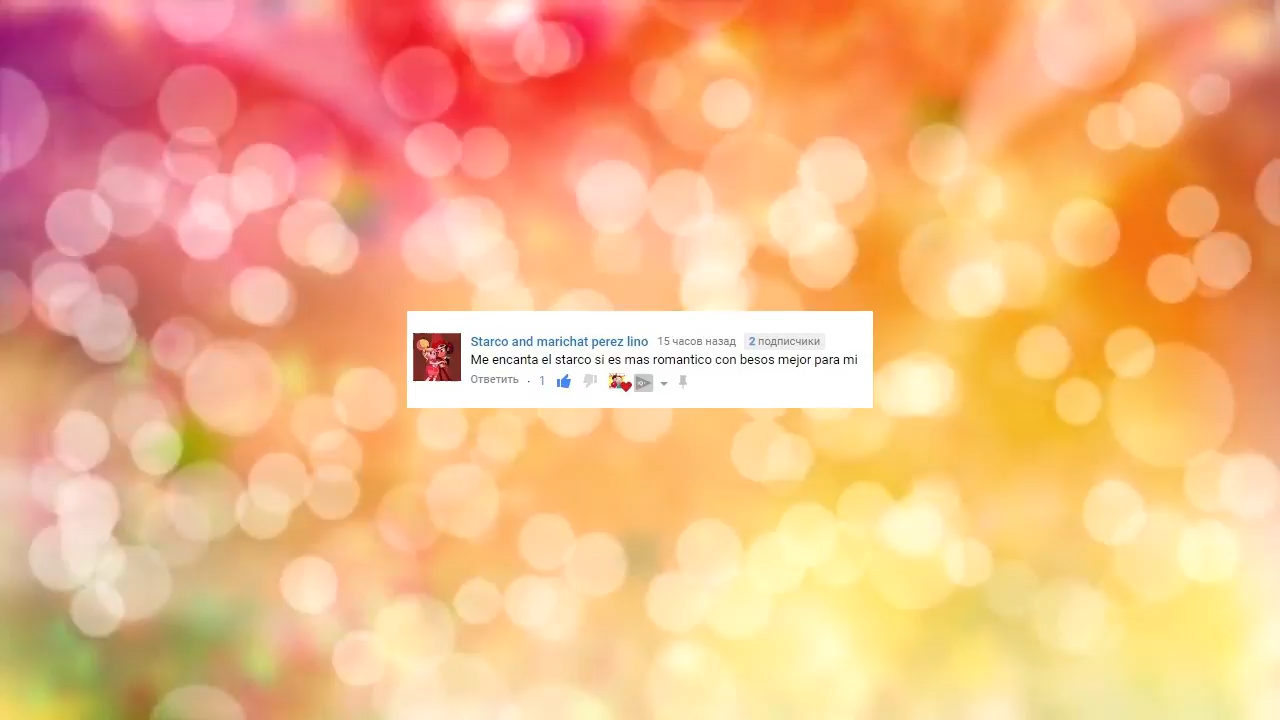 Starco and marichat perez lino 15 часов назад 2 подписчики
Me encanta el starco si es mas romantico con besos mejor para mi
Ответить · 1